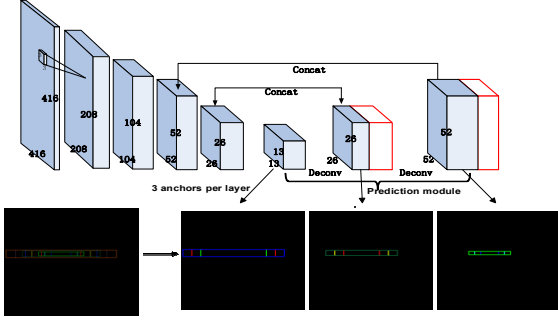 Concat
Concat
416
208
104
52
26
13
26
52
416
208
104
52
26
13
26
52
Deconv
Deconv
3 anchors per layer
Prediction module